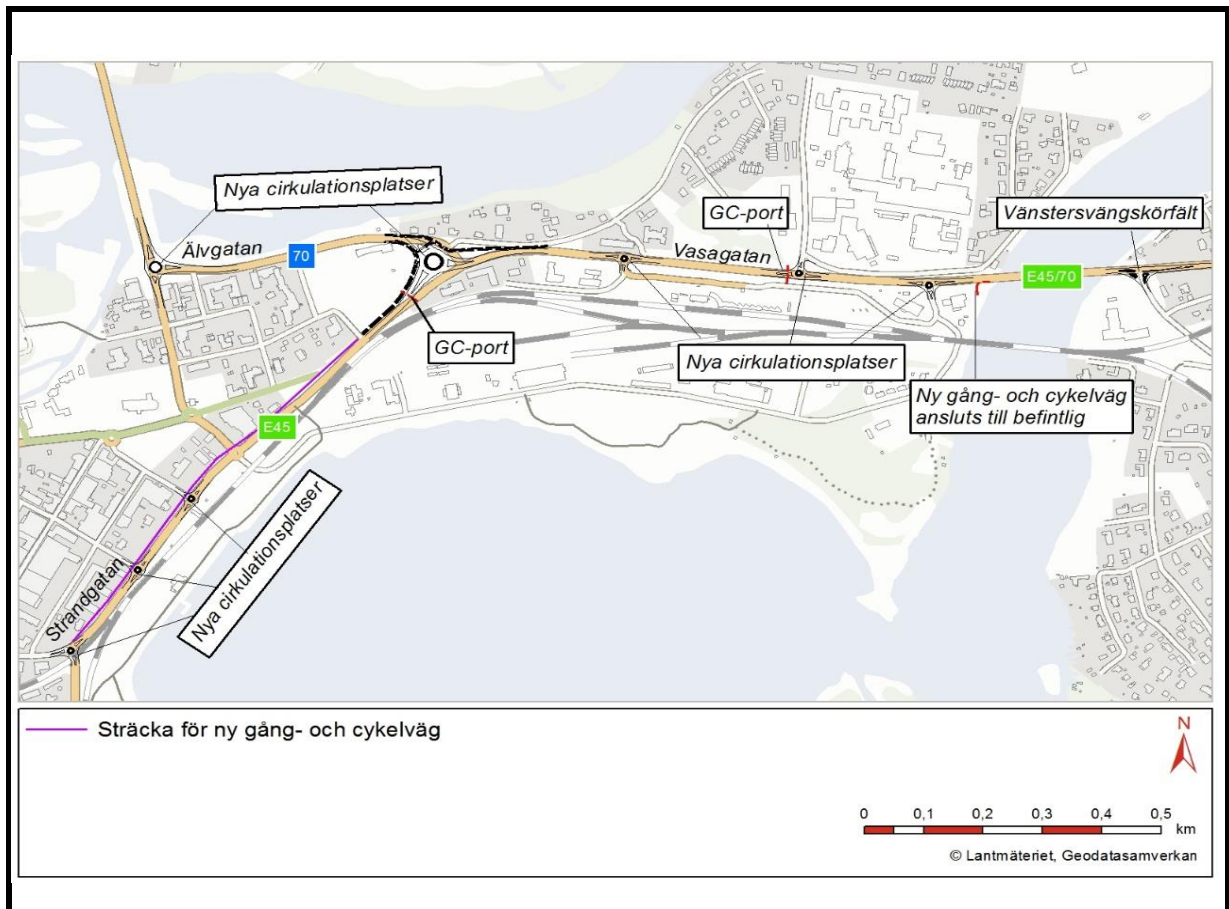 Nya cirkulationsplatser
Älvgatan
70
GC-port
Vänstersvängskörfält
Vasagatan
E45/70
GC-port
Nya cirkulationsplatser
Ny gång- och cykelväg
ansluts till befintlig
E45
Strandgatan
Nya cirkulationsplatser
Sträcka för ny gång- och cykelväg
N
0 0,1 0,2 0,3 0,4 0,5
km
© Lantmäteriet, Geodatasamverkan